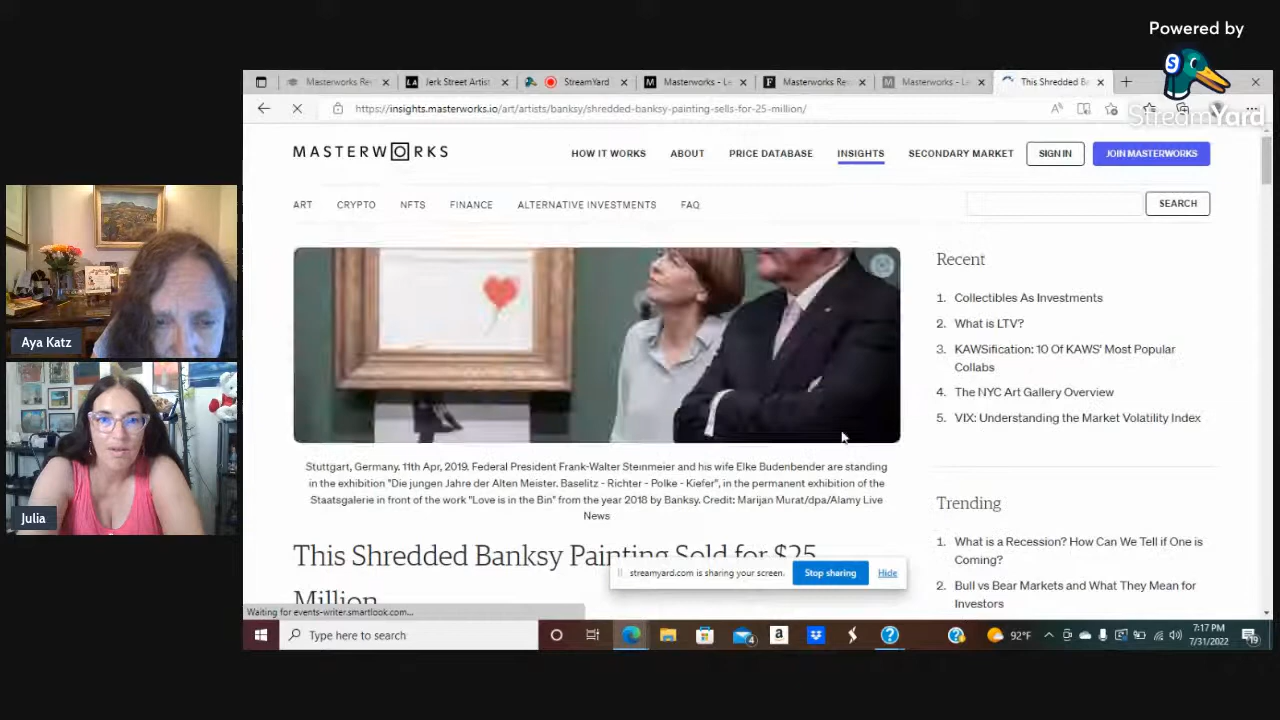 Powered by
StreamYard
Masterworks Re
Jerk Street Artist
StreamYard
Masterworks - Le
Masterworks Re
Masterworks - L
This Shredded B
https://insights.masterworks.io/art/artists/banksy/shredded-banksy-painting-sells-for-25-million/
MASTERWORKS
HOW IT WORKS
ABOUT
PRICE DATABASE
INSIGHTS
SECONDARY MARKET
SIGN IN
JOIN MASTERWORKS
ART
CRYPTO
NFTS
FINANCE
ALTERNATIVE INVESTMENTS
FAQ
SEARCH
Recent
1. Collectibles As Investments
2. What is LTV?
3. KAWSification: 10 Of KAWS' Most Popular
Collabs
4. The NYC Art Gallery Overview
5. VIX: Understanding the Market Volatility Index
Aya Katz
Julia
Stuttgart, Germany. 11th Apr, 2019. Federal President Frank-Walter Steinmeier and his wife Elke Budenbender are standing
in the exhibition "Die jungen Jahre der Alten Meister. Baselitz - Richter - Polke - Kiefer", in the permanent exhibition of the
Staatsgalerie in front of the work "Love is in the Bin" from the year 2018 by Banksy. Credit: Marijan Murat/dpa/Alamy Live
News
This Shredded Banksy Painting Sold for $25
Million
Trending
1. What is a Recession? How Can We Tell if One is
Coming?
2. Bull vs Bear Markets and What They Mean for
Investors
streamyard.com is sharing your screen.
Stop sharing
Hide
Waiting for events-writer.smartlook.com...
Type here to search
92°F
7:17 PM
7/31/2022